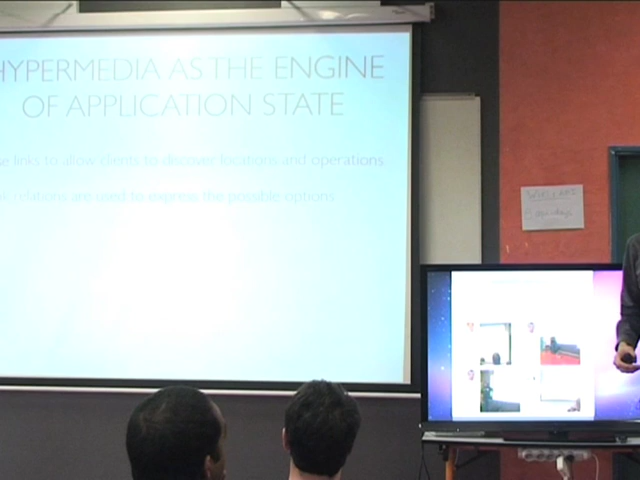 HYPERMEDIA AS THE ENGINE
OF APPLICATION STATE
links to allow clients to discover locations and operations
relations are used to express the possible options